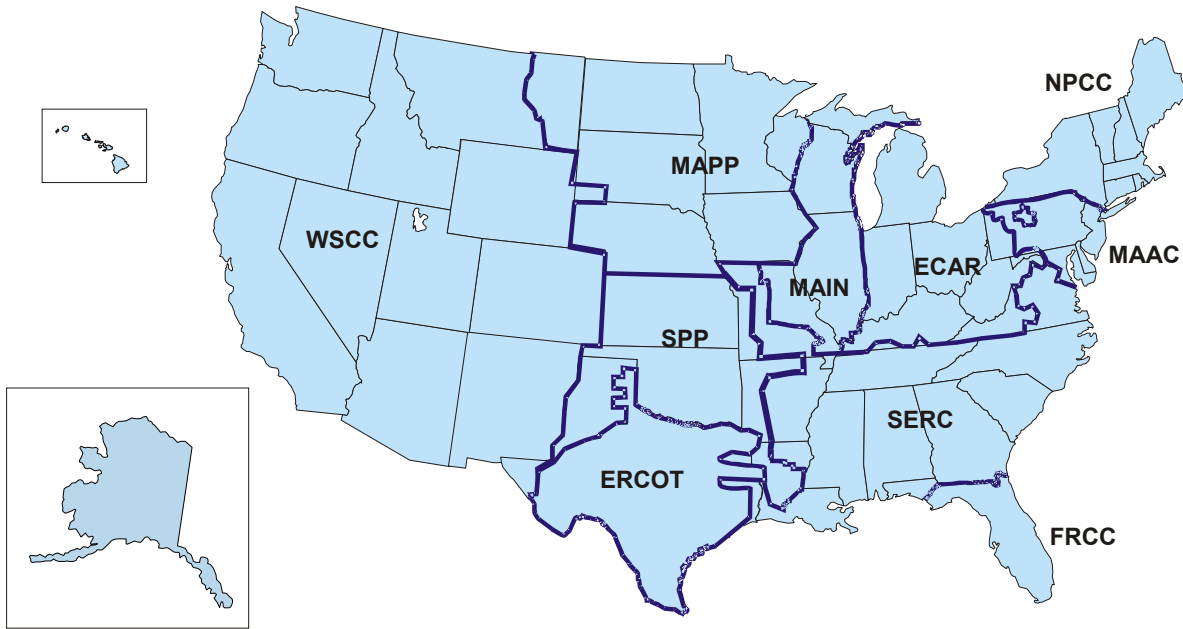 NPCC
MAPP
WSCC
MAAC
ECAR
MAIN
SPP
SERC
ERCOT
FRCC